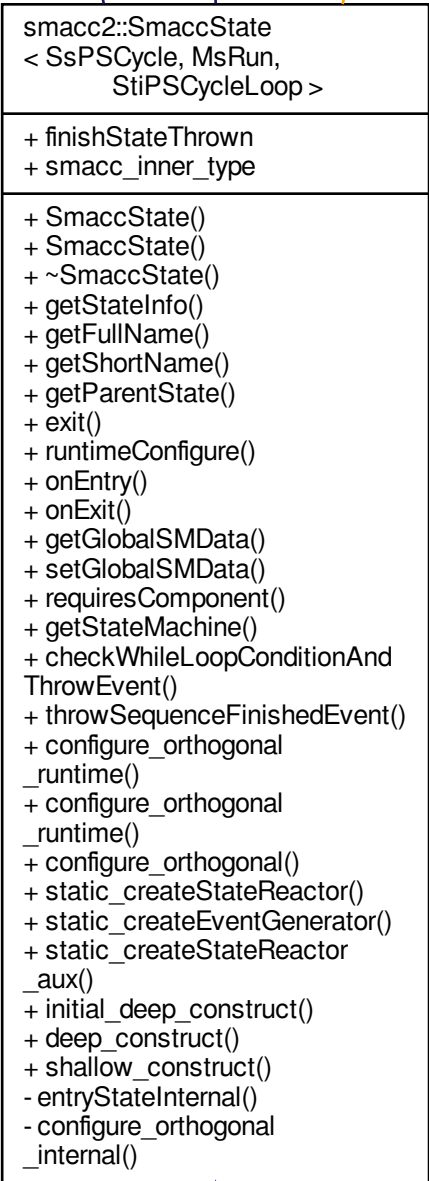 smacc2::SmaccState
< SsPSCycle, MsRun,
StiPSCycleLoop >
+ finishStateThrown
+ smacc_inner_type
+ SmaccState()
+ SmaccState()
+ ~SmaccState()
+ getStateInfo()
+ getFullName()
+ getShortName()
+ getParentState()
+ exit()
+ runtimeConfigure()
+ onEntry()
+ onExit()
+ getGlobalSMData()
+ setGlobalSMData()
+ requiresComponent()
+ getStateMachine()
+ checkWhileLoopConditionAnd
ThrowEvent()
+ throwSequenceFinishedEvent()
+ configure_orthogonal
_runtime()
+ configure_orthogonal
_runtime()
+ configure_orthogonal()
+ static_createStateReactor()
+ static_createEventGenerator()
+ static_createStateReactor
_aux()
+ initial_deep_construct()
+ deep_construct()
+ shallow_construct()
- entryStateInternal()
- configure_orthogonal
_internal()